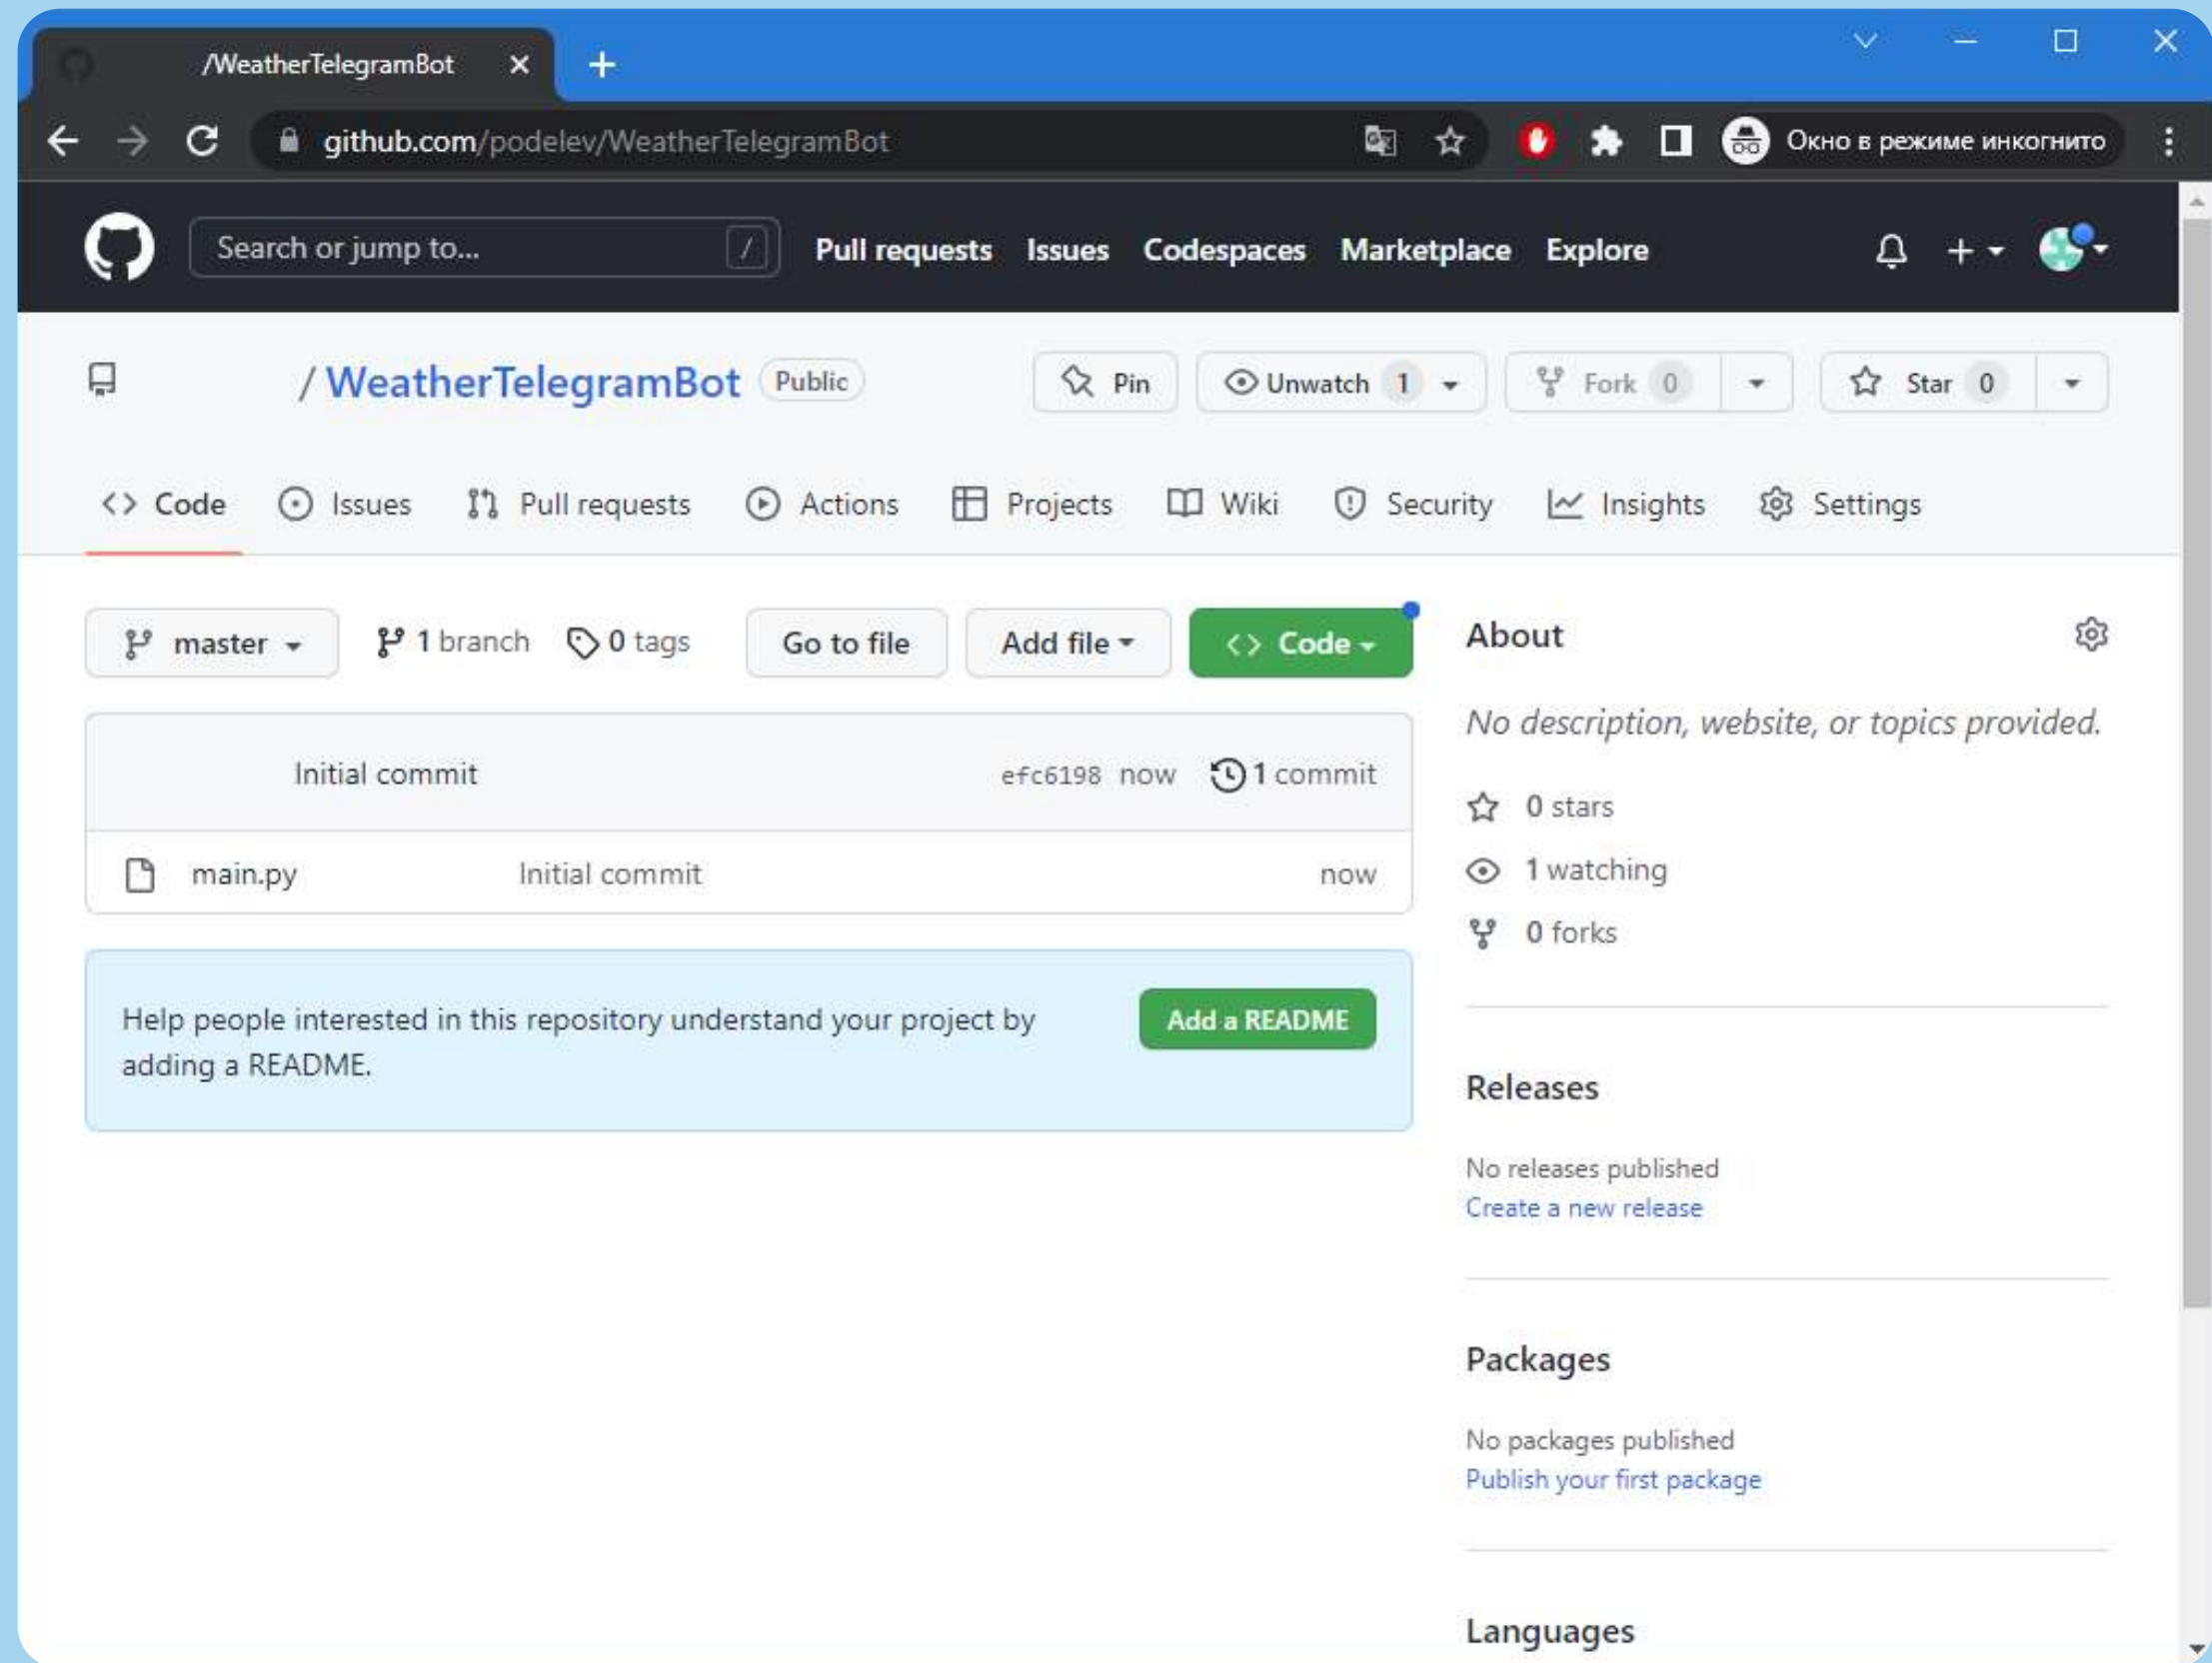 /WeatherTelegramBot
github.com/podelev/WeatherTelegramBot Окно в режиме инкогнито
Search or jump to... / Pull requests Issues Codespaces Marketplace Explore
/ WeatherTelegramBot Public Pin Unwatch 1 Fork 0 Star 0
<> Code Issues Pull requests Actions Projects Wiki Security Insights Settings
master 1 branch 0 tags Go to file Add file <> Code
Initial commit efc6198 now 1 commit
main.py Initial commit now
Help people interested in this repository understand your project by
adding a README.
Add a README
About
No description, website, or topics provided.
0 stars
1 watching
0 forks
Releases
No releases published
Create a new release
Packages
No packages published
Publish your first package
Languages